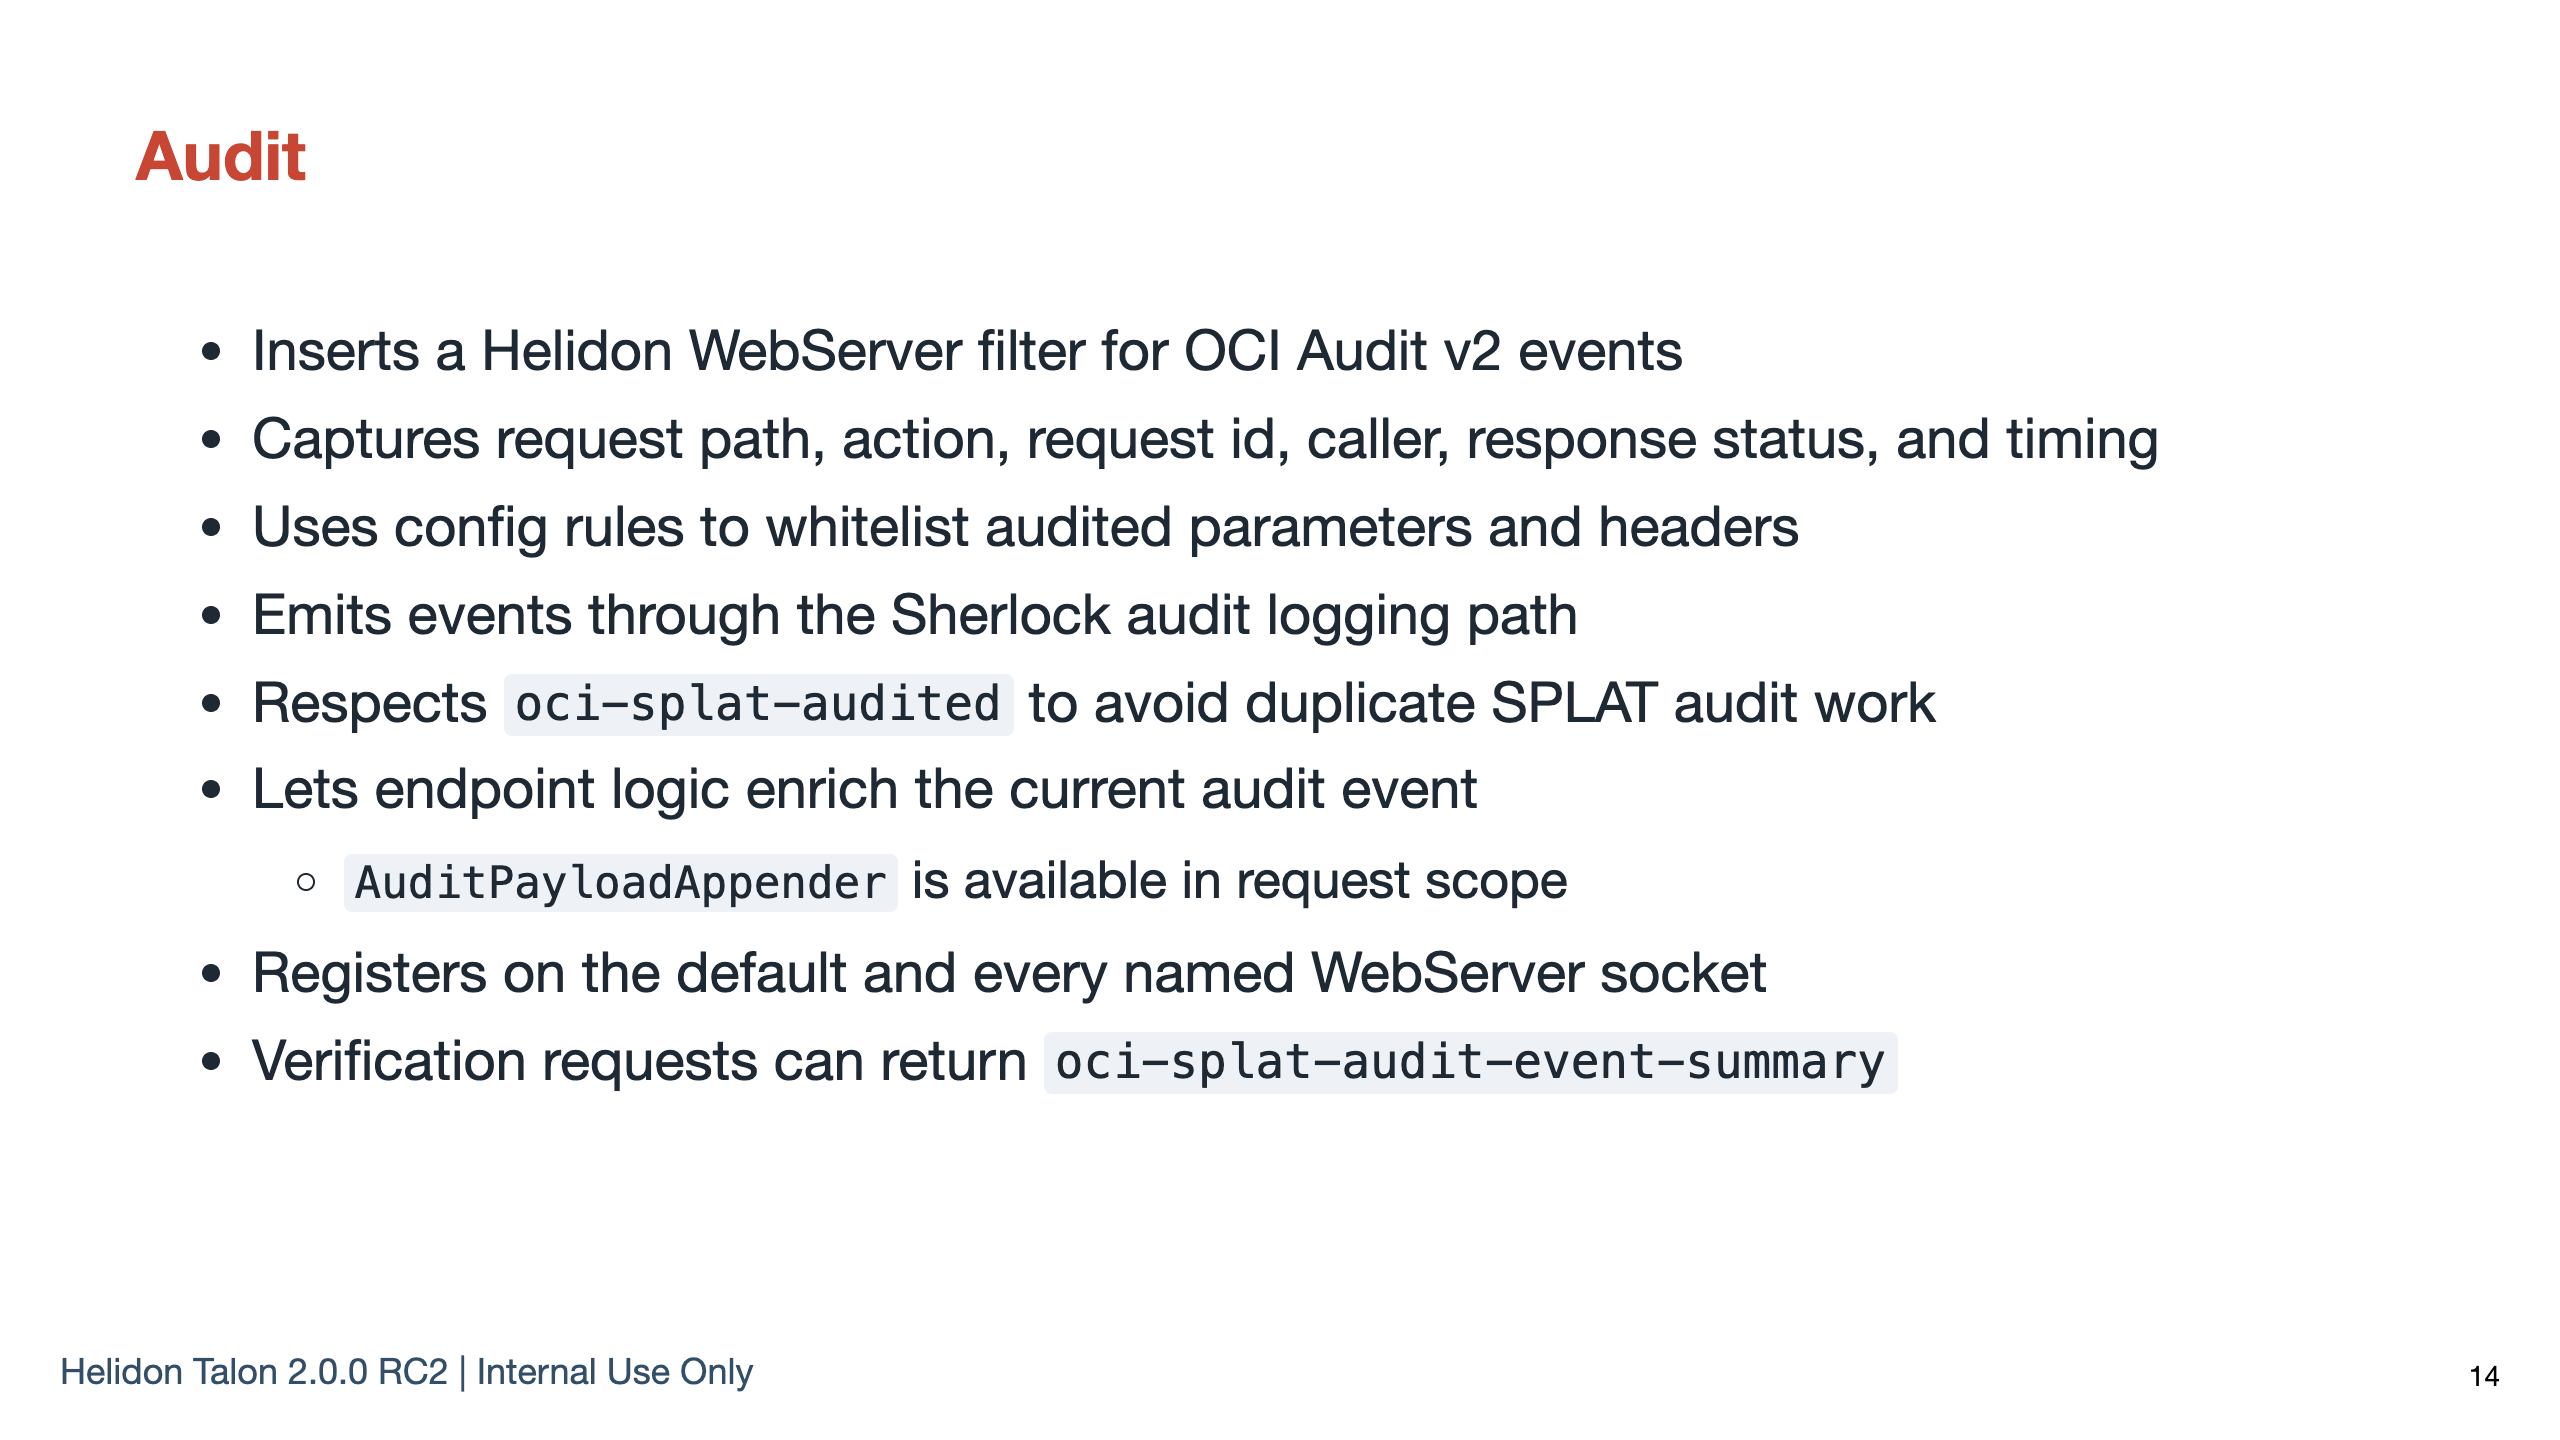 Audit
• Inserts a Helidon WebServer filter for OCI Audit v2 events
• Captures request path, action, request id, caller, response status, and timing
• Uses config rules to whitelist audited parameters and headers
• Emits events through the Sherlock audit logging path
• Respects oci-splat-audited to avoid duplicate SPLAT audit work
• Lets endpoint logic enrich the current audit event
○ AuditPayloadAppender is available in request scope
• Registers on the default and every named WebServer socket
• Verification requests can return oci-splat-audit-event-summary
Helidon Talon 2.0.0 RC2 | Internal Use Only
14